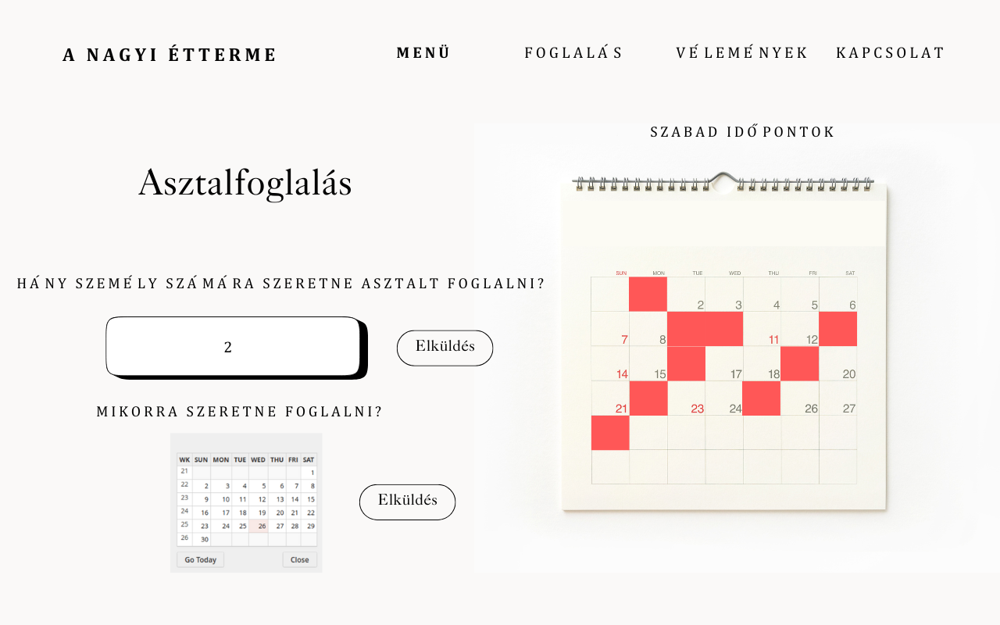 A NAGYI ÉTTERME
MENÜ
FOGLALÁS
VÉLEMÉNYEK
KAPCSOLAT
SZABAD IDŐPONTOK
Asztalfoglalás
HÁNY SZEMÉLY SZÁMÁRA SZERETNE ASZTALT FOGLALNI?
2
Elküldés
MIKORRA SZERETNE FOGLALNI?
WK SUN MON TUE WED THU FRI SAT
21 1
22 2 3 4 5 6 7 8
23 9 10 11 12 13 14 15
24 16 17 18 19 20 21 22
25 23 24 25 26 27 28 29
26 30
Go Today Close
Elküldés
SUN MON TUE WED THU FRI SAT
2 3 4 5 6
7 8 11 12
14 15 17 18 20
21 23 24 26 27